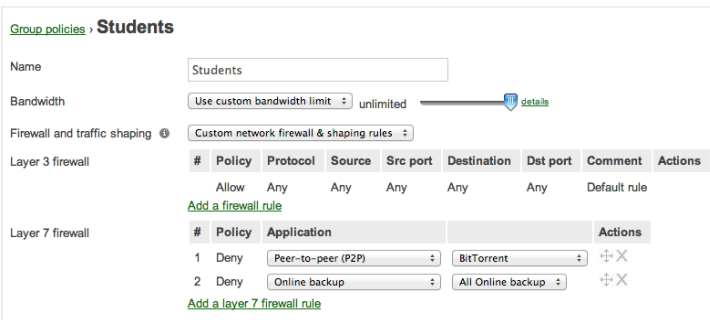 Group policies › Students
Name Students
Bandwidth Use custom bandwidth limit unlimited details
Firewall and traffic shaping i Custom network firewall & shaping rules
Layer 3 firewall # Policy Protocol Source Src port Destination Dst port Comment Actions
Allow Any Any Any Any Any Default rule
Add a firewall rule
Layer 7 firewall # Policy Application Actions
1 Deny Peer-to-peer (P2P) BitTorrent X
2 Deny Online backup All Online backup X
Add a layer 7 firewall rule